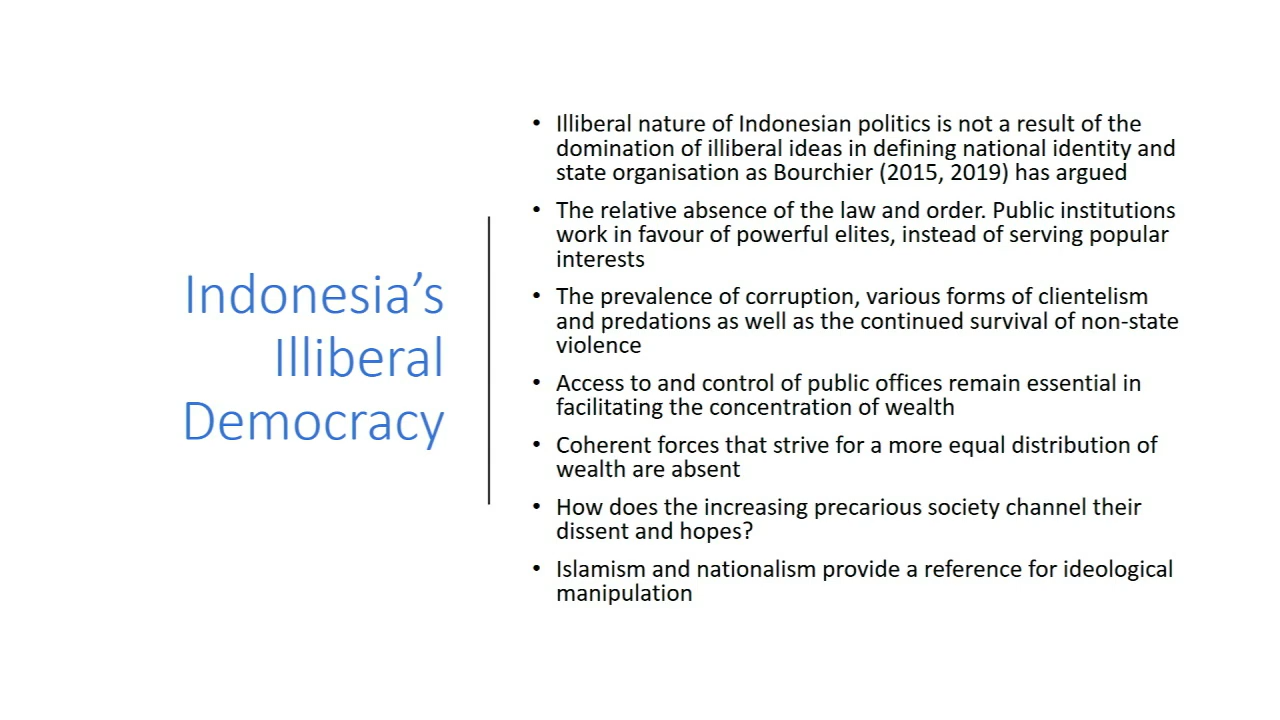 Indonesia’s
Illiberal
Democracy
• Illiberal nature of Indonesian politics is not a result of the
domination of illiberal ideas in defining national identity and
state organisation as Bourchier (2015, 2019) has argued
• The relative absence of the law and order. Public institutions
work in favour of powerful elites, instead of serving popular
interests
• The prevalence of corruption, various forms of clientelism
and predations as well as the continued survival of non-state
violence
• Access to and control of public offices remain essential in
facilitating the concentration of wealth
• Coherent forces that strive for a more equal distribution of
wealth are absent
• How does the increasing precarious society channel their
dissent and hopes?
• Islamism and nationalism provide a reference for ideological
manipulation